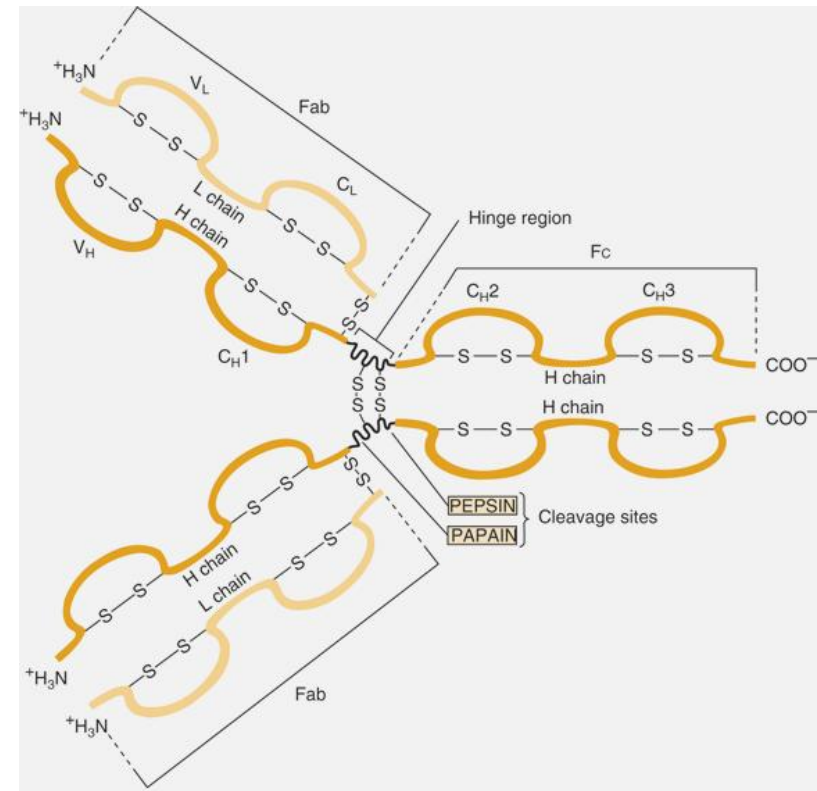 +H3N
VL
Fab
+H3N
S S
CL
L chain
S S
H chain
Hinge region
VH
S S
Fc
CH2
CH3
S S
S
S
CH1
S—S
S—S
COO−
H chain
S S
S S
H chain
COO−
S—S
S—S
S
S
S S
PEPSIN
Cleavage sites
PAPAIN
H chain
S S
L chain
S S
S S
+H3N
Fab
+H3N